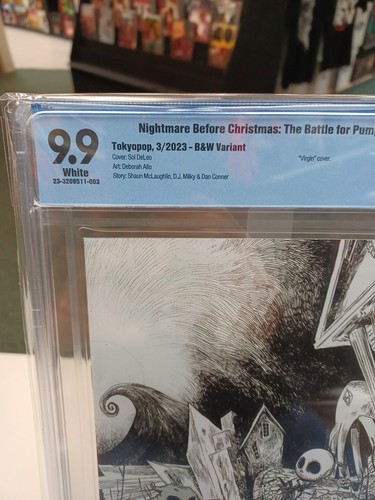 Nightmare Before Christmas: The Battle for Pum
9.9
White
23-3208511-003
Tokyopop, 3/2023 - B&W Variant
Cover: Sol DeLeo
Art: Deborah Allo
Story: Shaun McLaughlin, D.J. Milky & Dan Conner
"Virgin" cover.